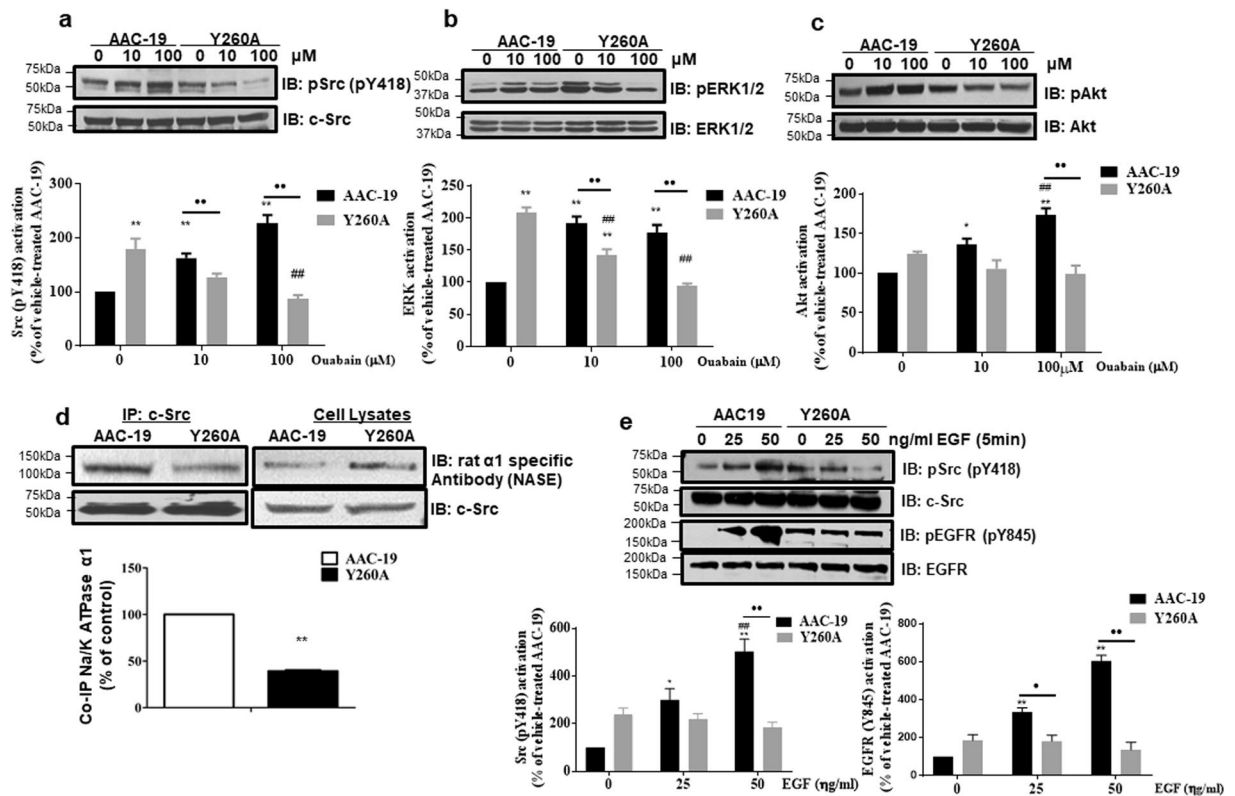 a
AAC-19 Y260A
0 10 100 0 10 100 µM
75kDa
50kDa
IB: pSrc (pY418)
75kDa
50kDa
IB: c-Src
Src (pY418) activation
(% of vehicle-treated AAC-19)
300
200
100
0
** ** •• ** •• ##
AAC-19
Y260A
0 10 100 Ouabain (µM)
b
AAC-19 Y260A
0 10 100 0 10 100 µM
50kDa
37kDa
IB: pERK1/2
50kDa
37kDa
IB: ERK1/2
ERK activation
(% of vehicle-treated AAC-19)
250
200
150
100
50
0
** ** •• ## ** ** •• ##
AAC-19
Y260A
0 10 100 Ouabain (µM)
c
AAC-19 Y260A
0 10 100 0 10 100 µM
75kDa
50kDa
IB: pAkt
75kDa
50kDa
IB: Akt
Akt activation
(% of vehicle-treated AAC-19)
200
150
100
50
0
* ## ** ••
AAC-19
Y260A
0 10 100µM Ouabain (µM)
d
IP: c-Src Cell Lysates
AAC-19 Y260A AAC-19 Y260A
150kDa
100kDa
IB: rat α1 specific
Antibody (NASE)
75kDa
50kDa
IB: c-Src
Co-IP Na/K ATPase α1
(% of control)
150
100
50
0
**
AAC-19
Y260A
e
AAC19 Y260A
0 25 50 0 25 50 ng/ml EGF (5min)
75kDa
50kDa
IB: pSrc (pY418)
75kDa
50kDa
IB: c-Src
200kDa
150kDa
IB: pEGFR (pY845)
200kDa
150kDa
IB: EGFR
Src (pY418) activation
(% of vehicle-treated AAC-19)
600
400
200
0
* ## ** ••
AAC-19
Y260A
0 25 50 EGF (ηg/ml)
EGFR (Y845) activation
(% of vehicle-treated AAC-19)
800
600
400
200
0
** • ** ••
AAC-19
Y260A
0 25 50 EGF (ηg/ml)